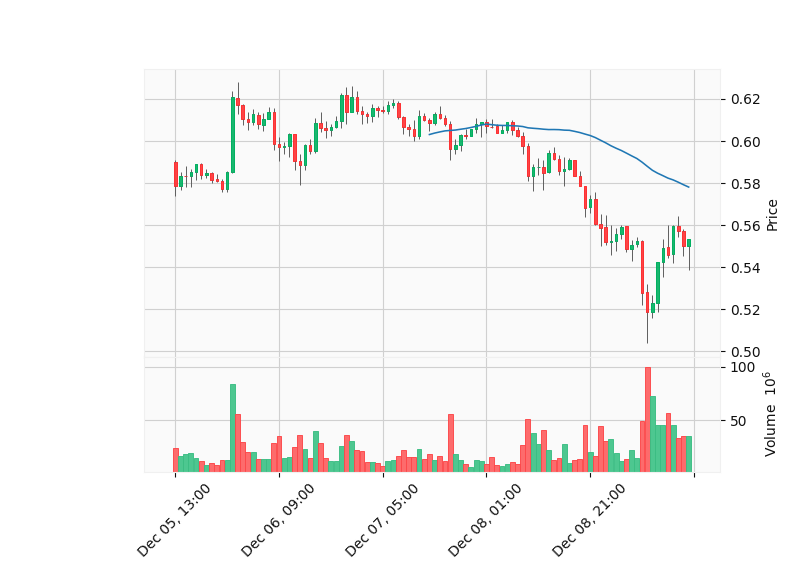 0.62
0.60
0.58
0.56
0.54
0.52
0.50
Price
100
50
Volume 10^6
Dec 05, 13:00
Dec 06, 09:00
Dec 07, 05:00
Dec 08, 01:00
Dec 08, 21:00